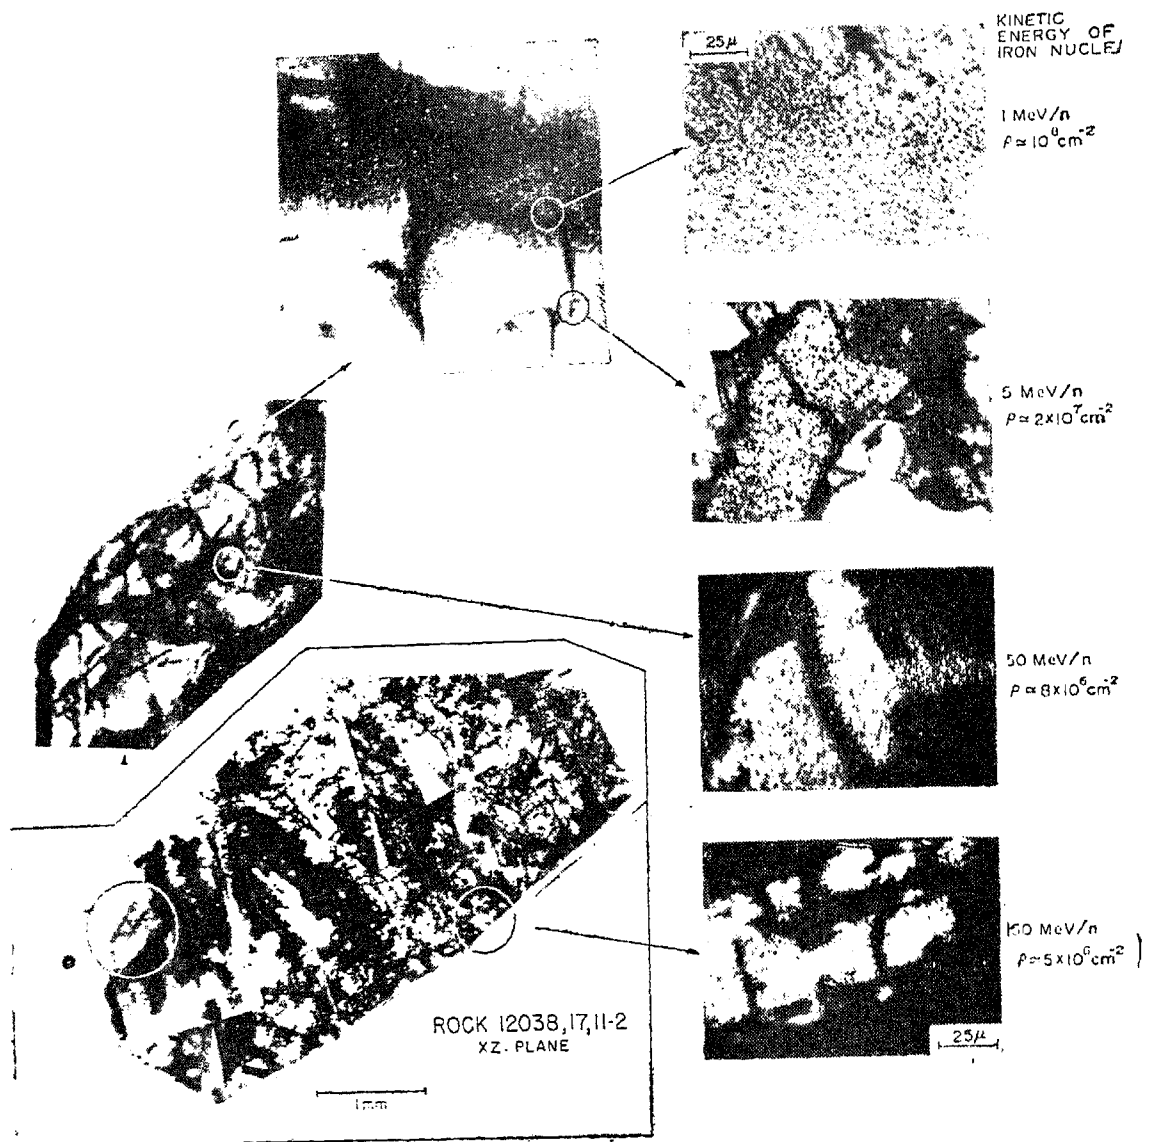 KINETIC
ENERGY OF
IRON NUCLEI
25μ
1 MeV/n
ρ≃10⁸cm⁻²
5 MeV/n
ρ≃2×10⁷cm⁻²
50 MeV/n
ρ≃8×10⁶cm⁻²
150 MeV/n
ρ≃5×10⁶cm⁻²
ROCK 12038,17,11-2
XZ. PLANE
1mm
25μ